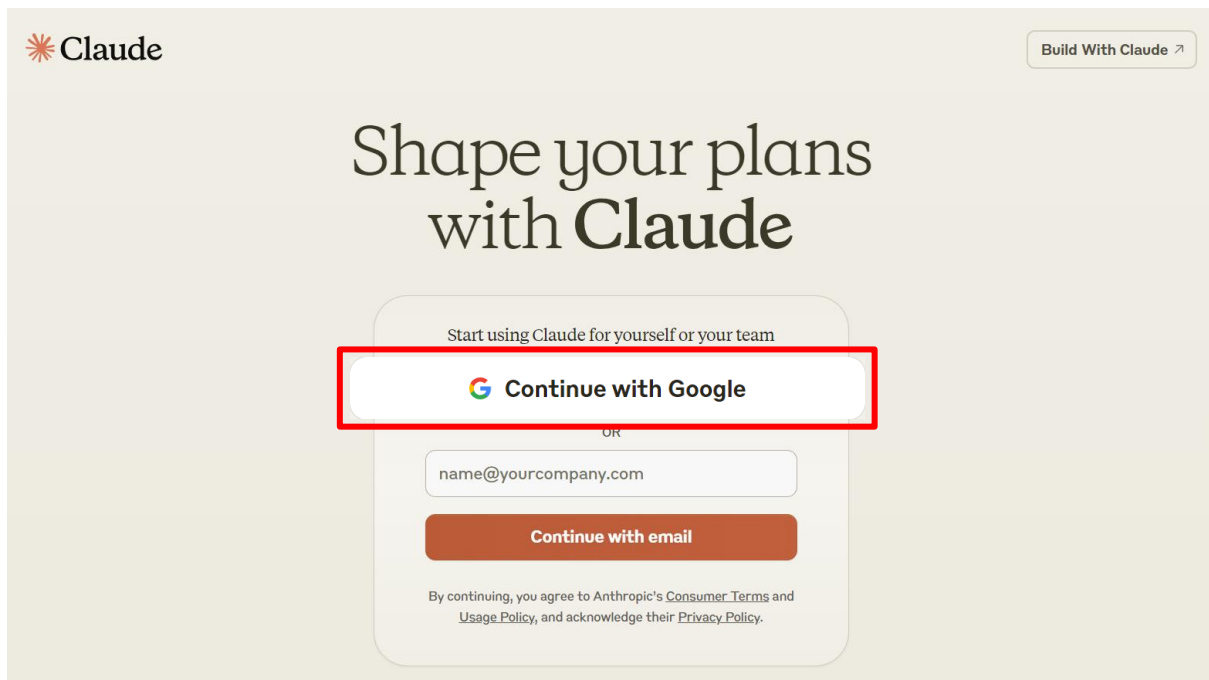 Claude
Build With Claude ↗
Shape your plans
with Claude
Start using Claude for yourself or your team
Continue with Google
OR
name@yourcompany.com
Continue with email
By continuing, you agree to Anthropic's Consumer Terms and
Usage Policy, and acknowledge their Privacy Policy.